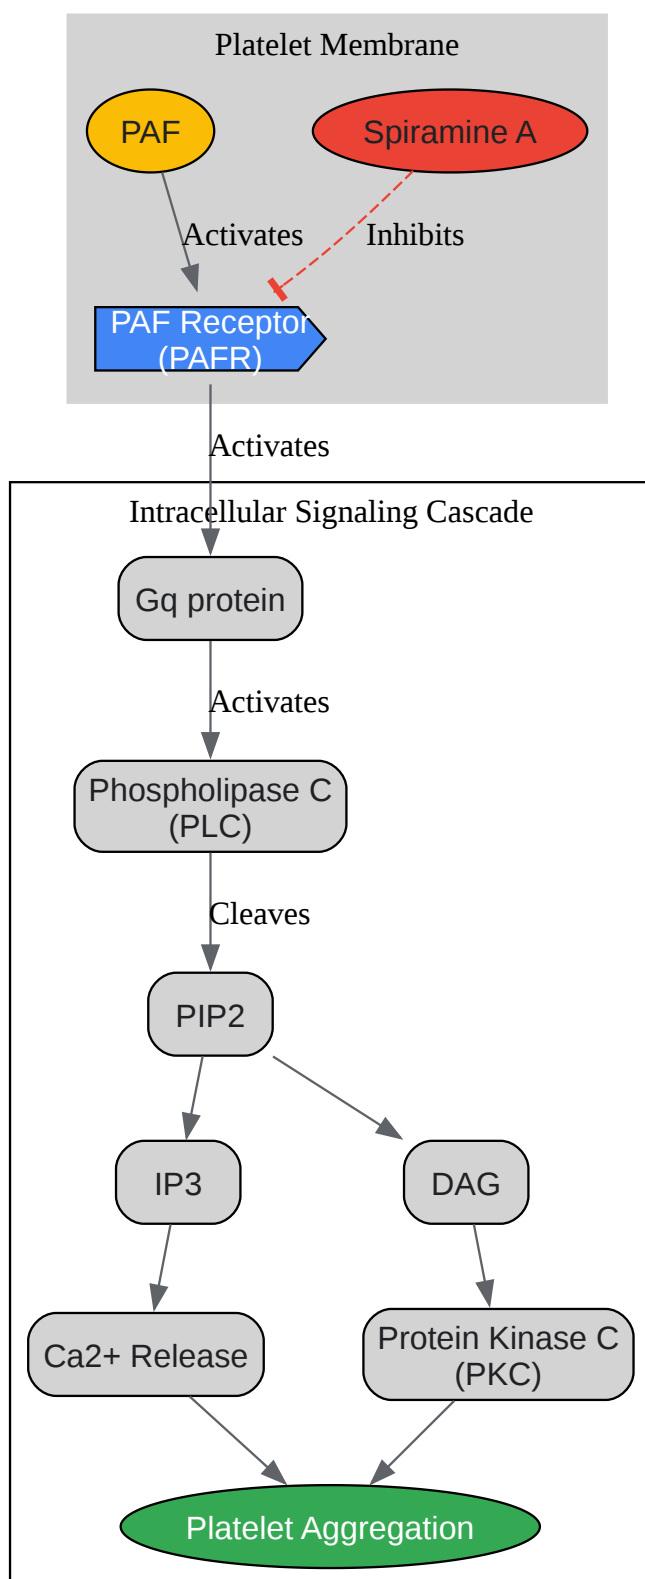 Platelet Membrane
PAF
Spiramine A
Activates
Inhibits
PAF Receptor
(PAFR)
Activates
Intracellular Signaling Cascade
Gq protein
Activates
Phospholipase C
(PLC)
Cleaves
PIP2
IP3
DAG
Ca2+ Release
Protein Kinase C
(PKC)
Platelet Aggregation